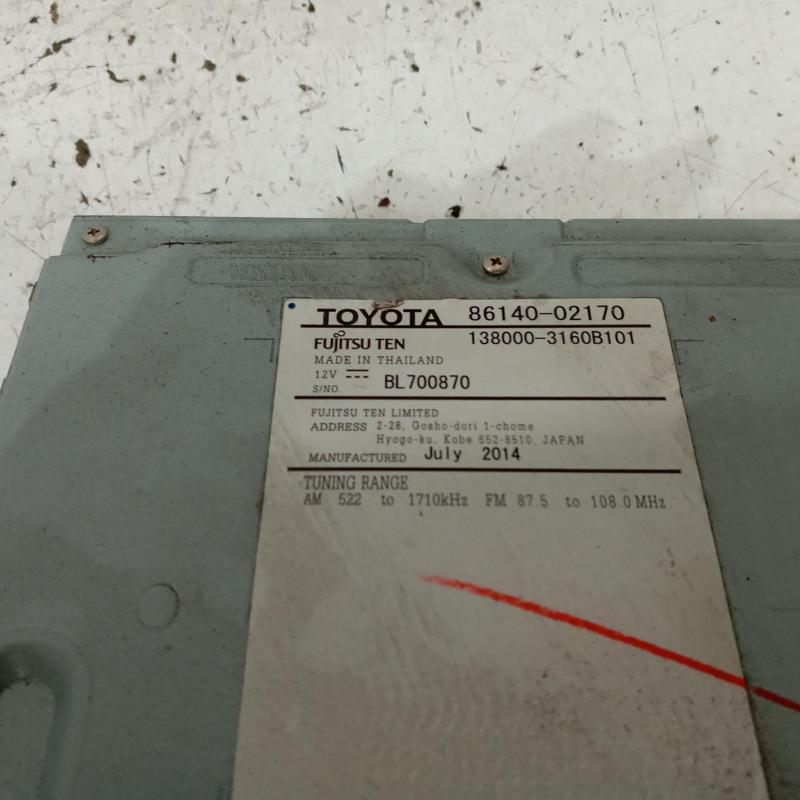 TOYOTA 86140-02170
FUJITSU TEN 138000-3160B101
MADE IN THAILAND
12V
S/NO. BL700870
FUJITSU TEN LIMITED
ADDRESS 2-28, Gosho-dori 1-chome
Hyogo-ku, Kobe 652-8510, JAPAN
MANUFACTURED July 2014
TUNING RANGE
AM 522 to 1710kHz FM 87.5 to 108.0MHz